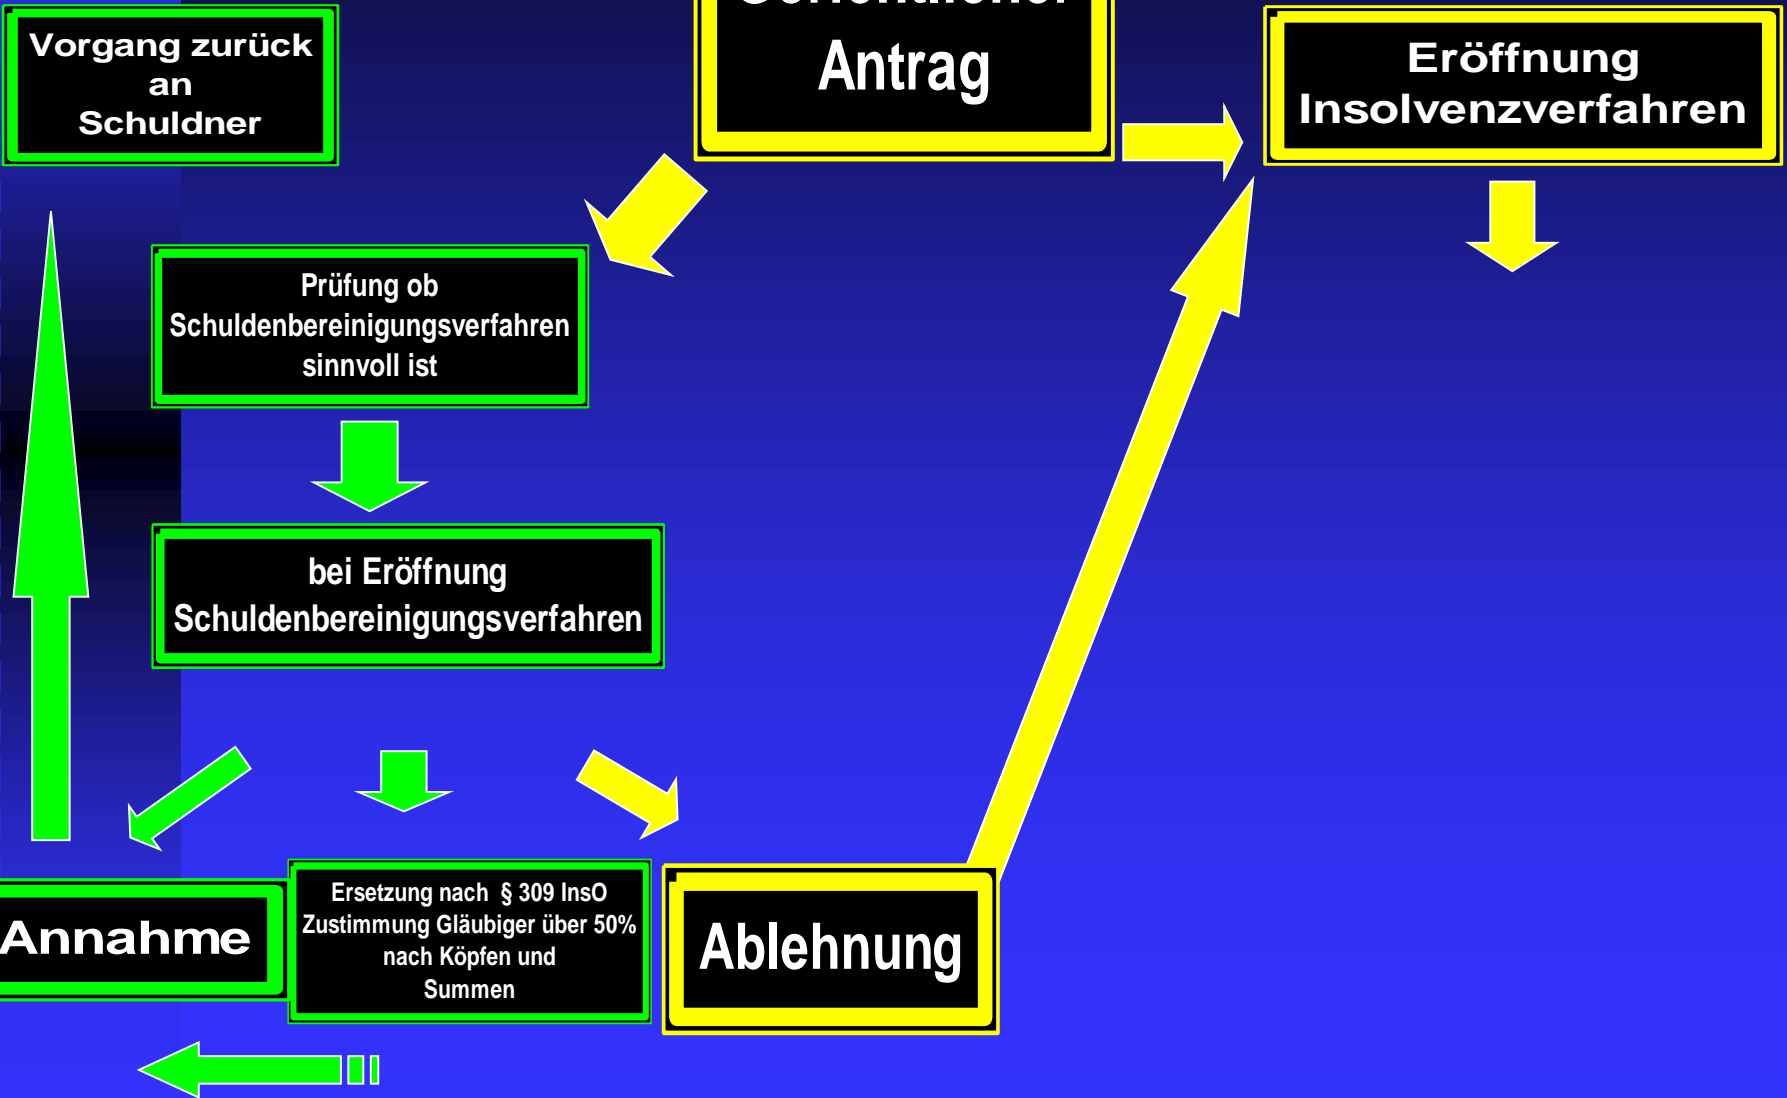 Vorgang zurück
an
Schuldner
Antrag
Eröffnung
Insolvenzverfahren
Prüfung ob
Schuldenbereinigungsverfahren
sinnvoll ist
bei Eröffnung
Schuldenbereinigungsverfahren
Annahme
Ersetzung nach § 309 InsO
Zustimmung Gläubiger über 50%
nach Köpfen und
Summen
Ablehnung